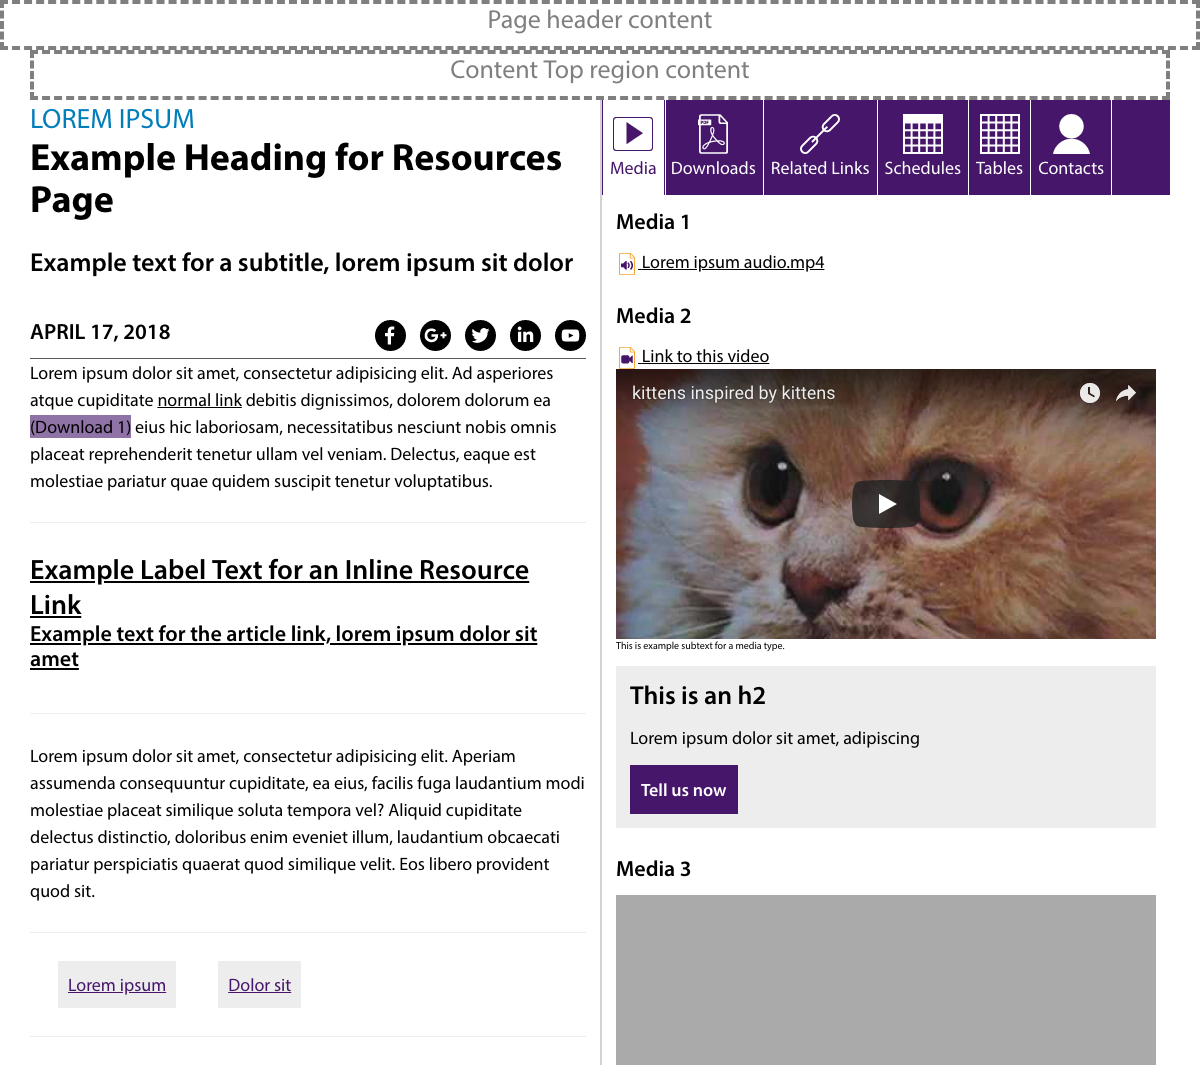 Page header content
Content Top region content
LOREM IPSUM
Example Heading for Resources
Page
Example text for a subtitle, lorem ipsum sit dolor
APRIL 17, 2018
Lorem ipsum dolor sit amet, consectetur adipisicing elit. Ad asperiores
atque cupiditate normal link debitis dignissimos, dolorem dolorum ea
(Download 1) eius hic laboriosam, necessitatibus nesciunt nobis omnis
placeat reprehenderit tenetur ullam vel veniam. Delectus, eaque est
molestiae pariatur quae quidem suscipit tenetur voluptatibus.
Example Label Text for an Inline Resource
Link
Example text for the article link, lorem ipsum dolor sit
amet
Lorem ipsum dolor sit amet, consectetur adipisicing elit. Aperiam
assumenda consequuntur cupiditate, ea eius, facilis fuga laudantium modi
molestiae placeat similique soluta tempora vel? Aliquid cupiditate
delectus distinctio, doloribus enim eveniet illum, laudantium obcaecati
pariatur perspiciatis quaerat quod similique velit. Eos libero provident
quod sit.
Lorem ipsum Dolor sit
PDF
Media Downloads Related Links Schedules Tables Contacts
Media 1
Lorem ipsum audio.mp4
Media 2
Link to this video
kittens inspired by kittens
This is example subtext for a media type.
This is an h2
Lorem ipsum dolor sit amet, adipiscing
Tell us now
Media 3